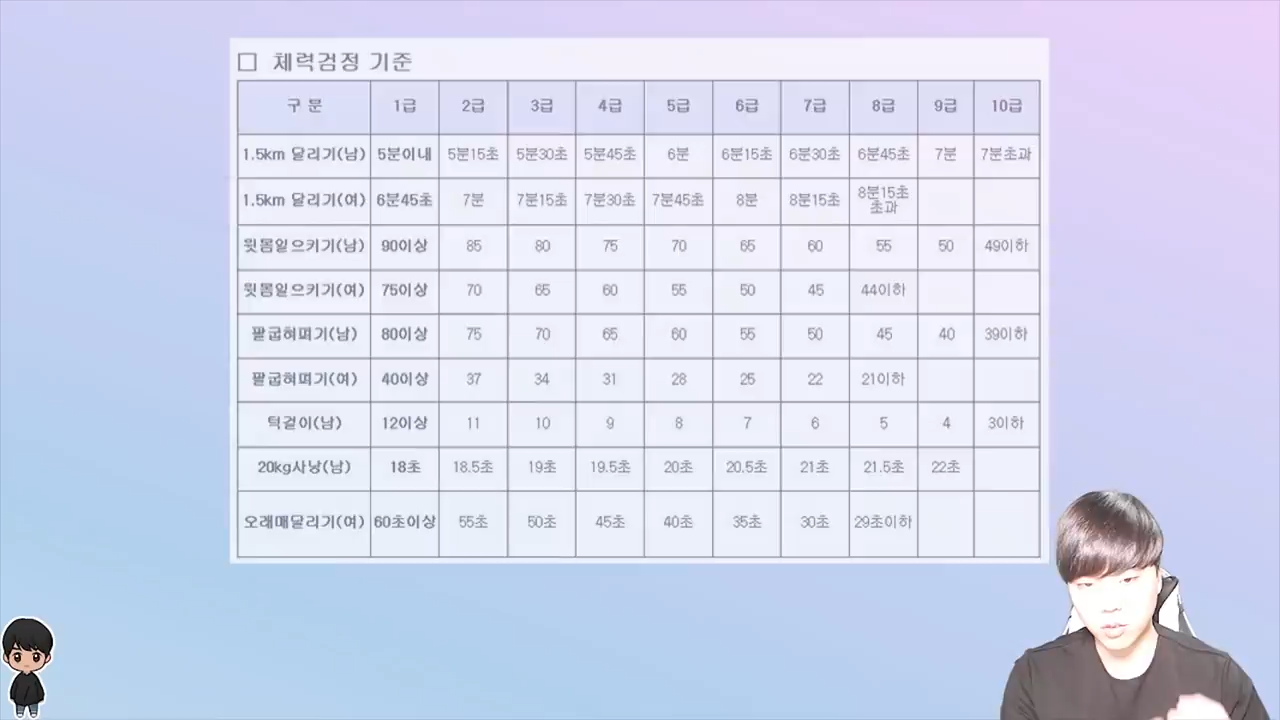 □ 체력검정 기준
구 분 1급 2급 3급 4급 5급 6급 7급 8급 9급 10급
1.5km 달리기(남) 5분이내 5분15초 5분30초 5분45초 6분 6분15초 6분30초 6분45초 7분 7분초과
1.5km 달리기(여) 6분45초 7분 7분15초 7분30초 7분45초 8분 8분15초 8분15초
초과
윗몸일으키기(남) 90이상 85 80 75 70 65 60 55 50 49이하
윗몸일으키기(여) 75이상 70 65 60 55 50 45 44이하
팔굽혀펴기(남) 80이상 75 70 65 60 55 50 45 40 39이하
팔굽혀펴기(여) 40이상 37 34 31 28 25 22 21이하
턱걸이(남) 12이상 11 10 9 8 7 6 5 4 3이하
20kg사낭(남) 18초 18.5초 19초 19.5초 20초 20.5초 21초 21.5초 22초
오래매달리기(여) 60초이상 55초 50초 45초 40초 35초 30초 29초이하